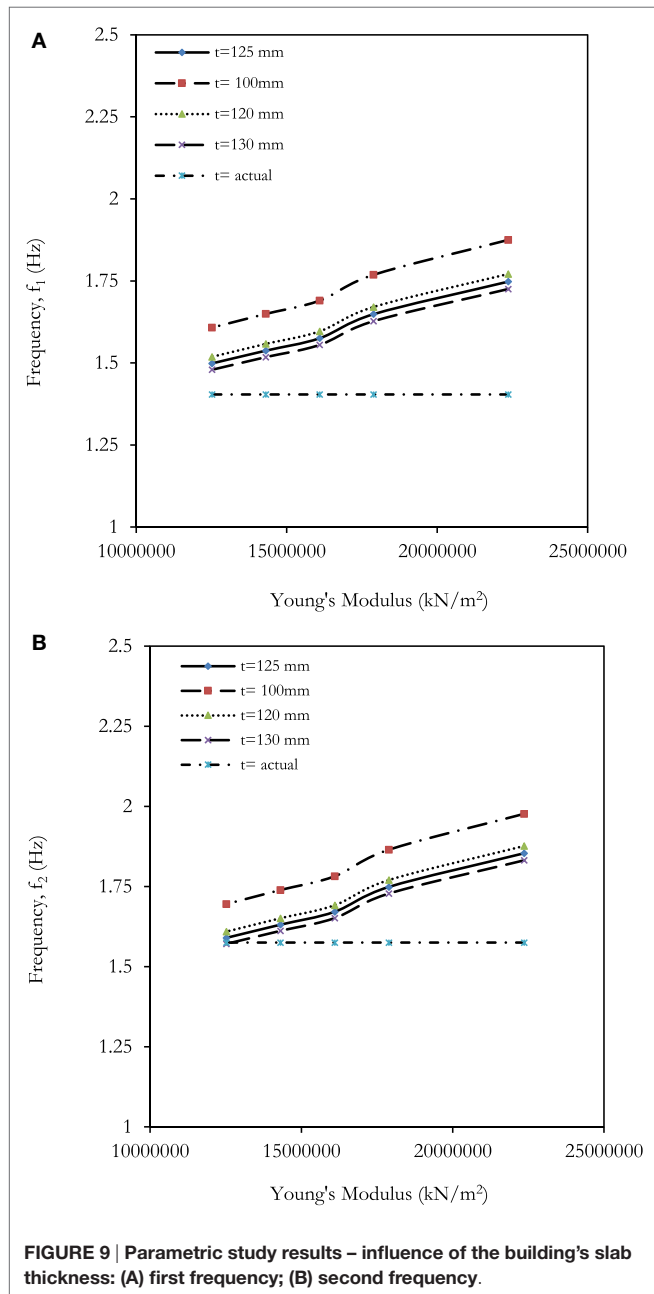 A
2.5
2.25
2
1.75
1.5
1.25
1
Frequency, f₁ (Hz)
t=125 mm
t= 100mm
t=120 mm
t=130 mm
t= actual
10000000 15000000 20000000 25000000
Young's Modulus (kN/m²)
B
2.5
2.25
2
1.75
1.5
1.25
1
Frequency, f₂ (Hz)
t=125 mm
t= 100mm
t=120 mm
t=130 mm
t= actual
10000000 15000000 20000000 25000000
Young's Modulus (kN/m²)
FIGURE 9 | Parametric study results – influence of the building’s slab
thickness: (A) first frequency; (B) second frequency.